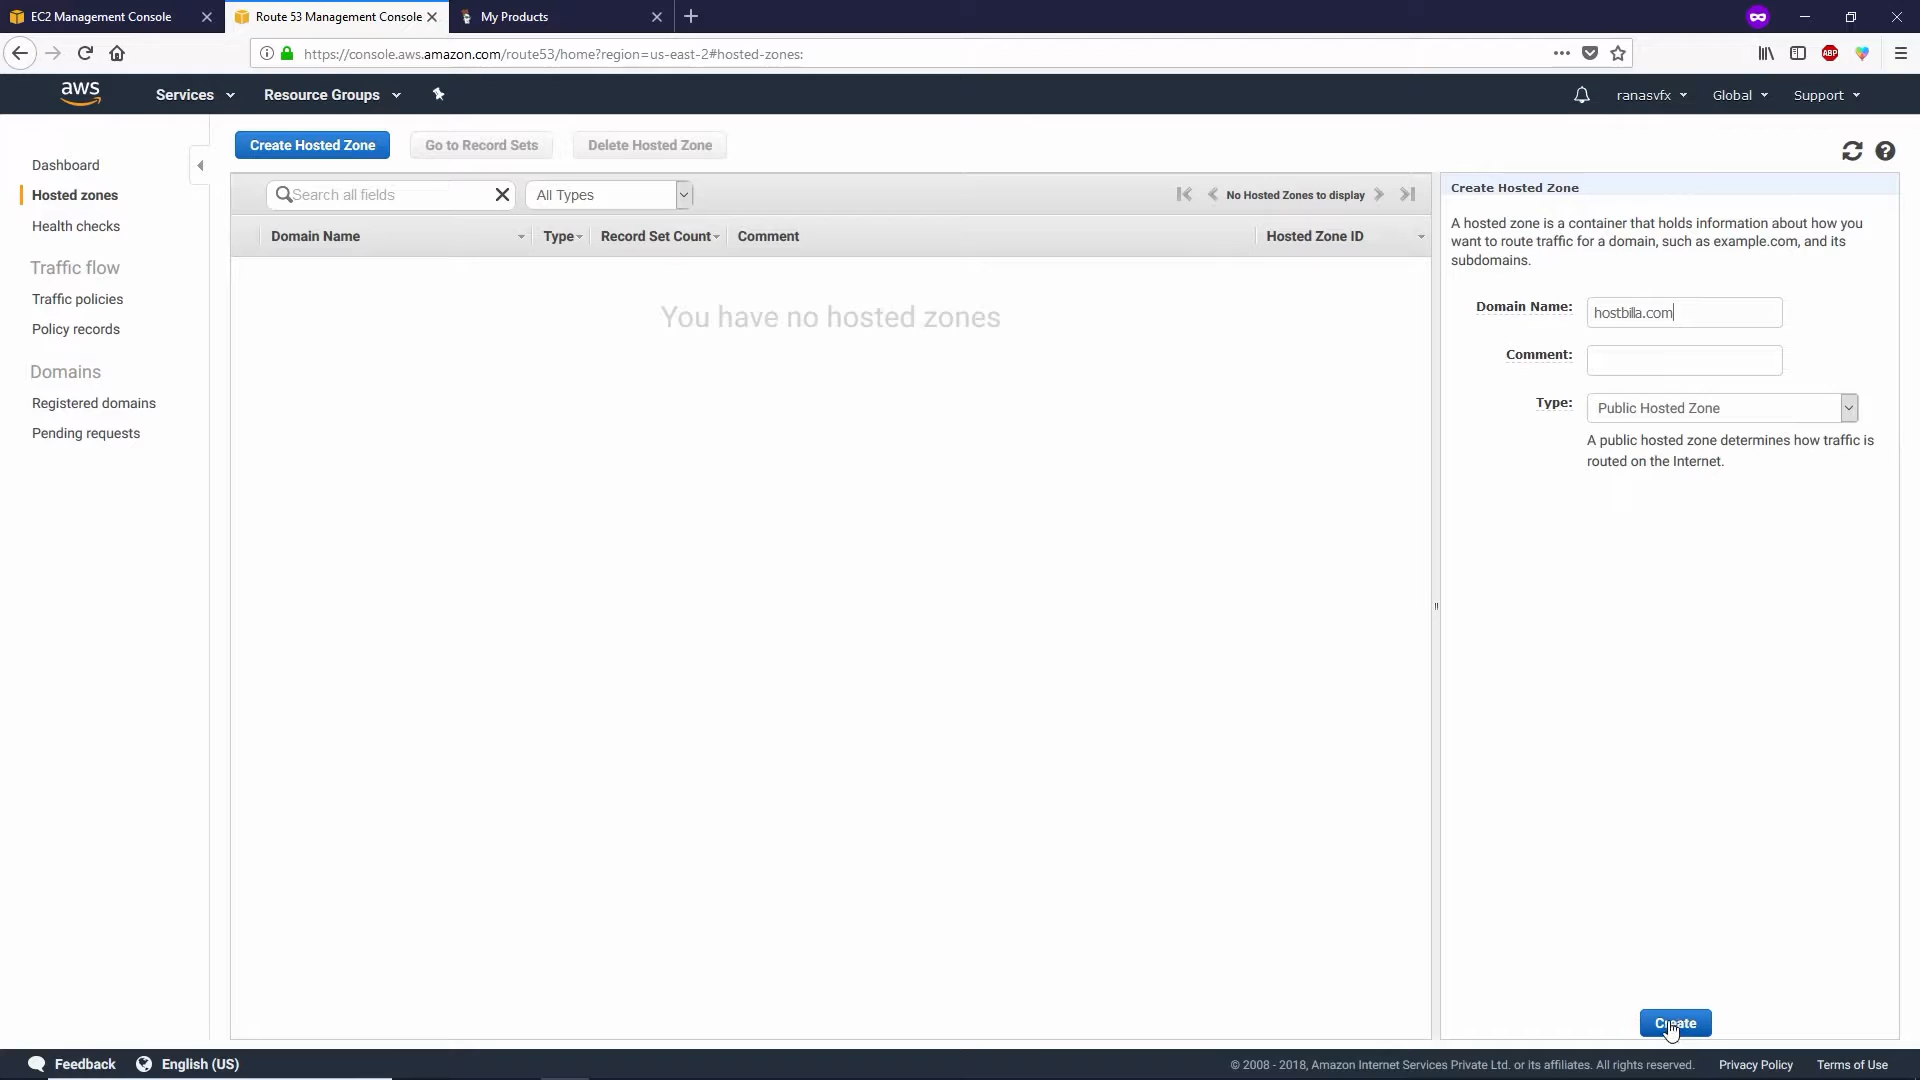 EC2 Management Console
Route 53 Management Console
My Products
https://console.aws.amazon.com/route53/home?region=us-east-2#hosted-zones:
ABP
aws
Services
Resource Groups
ranasvfx
Global
Support
Dashboard
Hosted zones
Health checks
Traffic flow
Traffic policies
Policy records
Domains
Registered domains
Pending requests
Create Hosted Zone
Go to Record Sets
Delete Hosted Zone
Search all fields
All Types
No Hosted Zones to display
Domain Name
Type
Record Set Count
Comment
Hosted Zone ID
You have no hosted zones
Create Hosted Zone
A hosted zone is a container that holds information about how you
want to route traffic for a domain, such as example.com, and its
subdomains.
Domain Name:
hostbilla.com
Comment:
Type:
Public Hosted Zone
A public hosted zone determines how traffic is
routed on the Internet.
Create
Feedback
English (US)
© 2008 - 2018, Amazon Internet Services Private Ltd. or its affiliates. All rights reserved.
Privacy Policy
Terms of Use